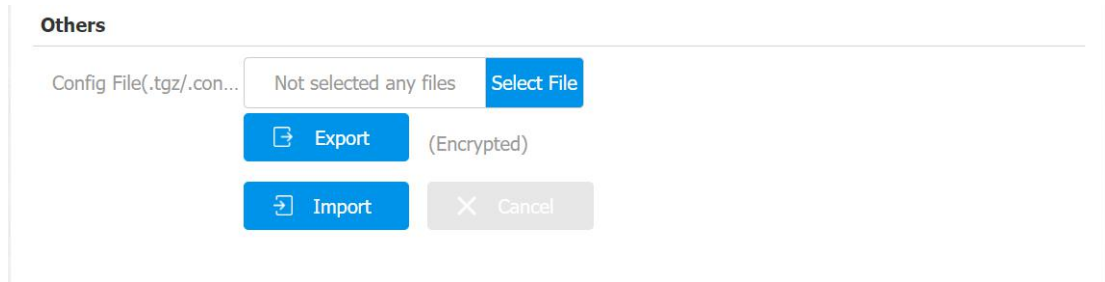 Others
Config File(.tgz/.con... Not selected any files Select File
Export (Encrypted)
Import Cancel